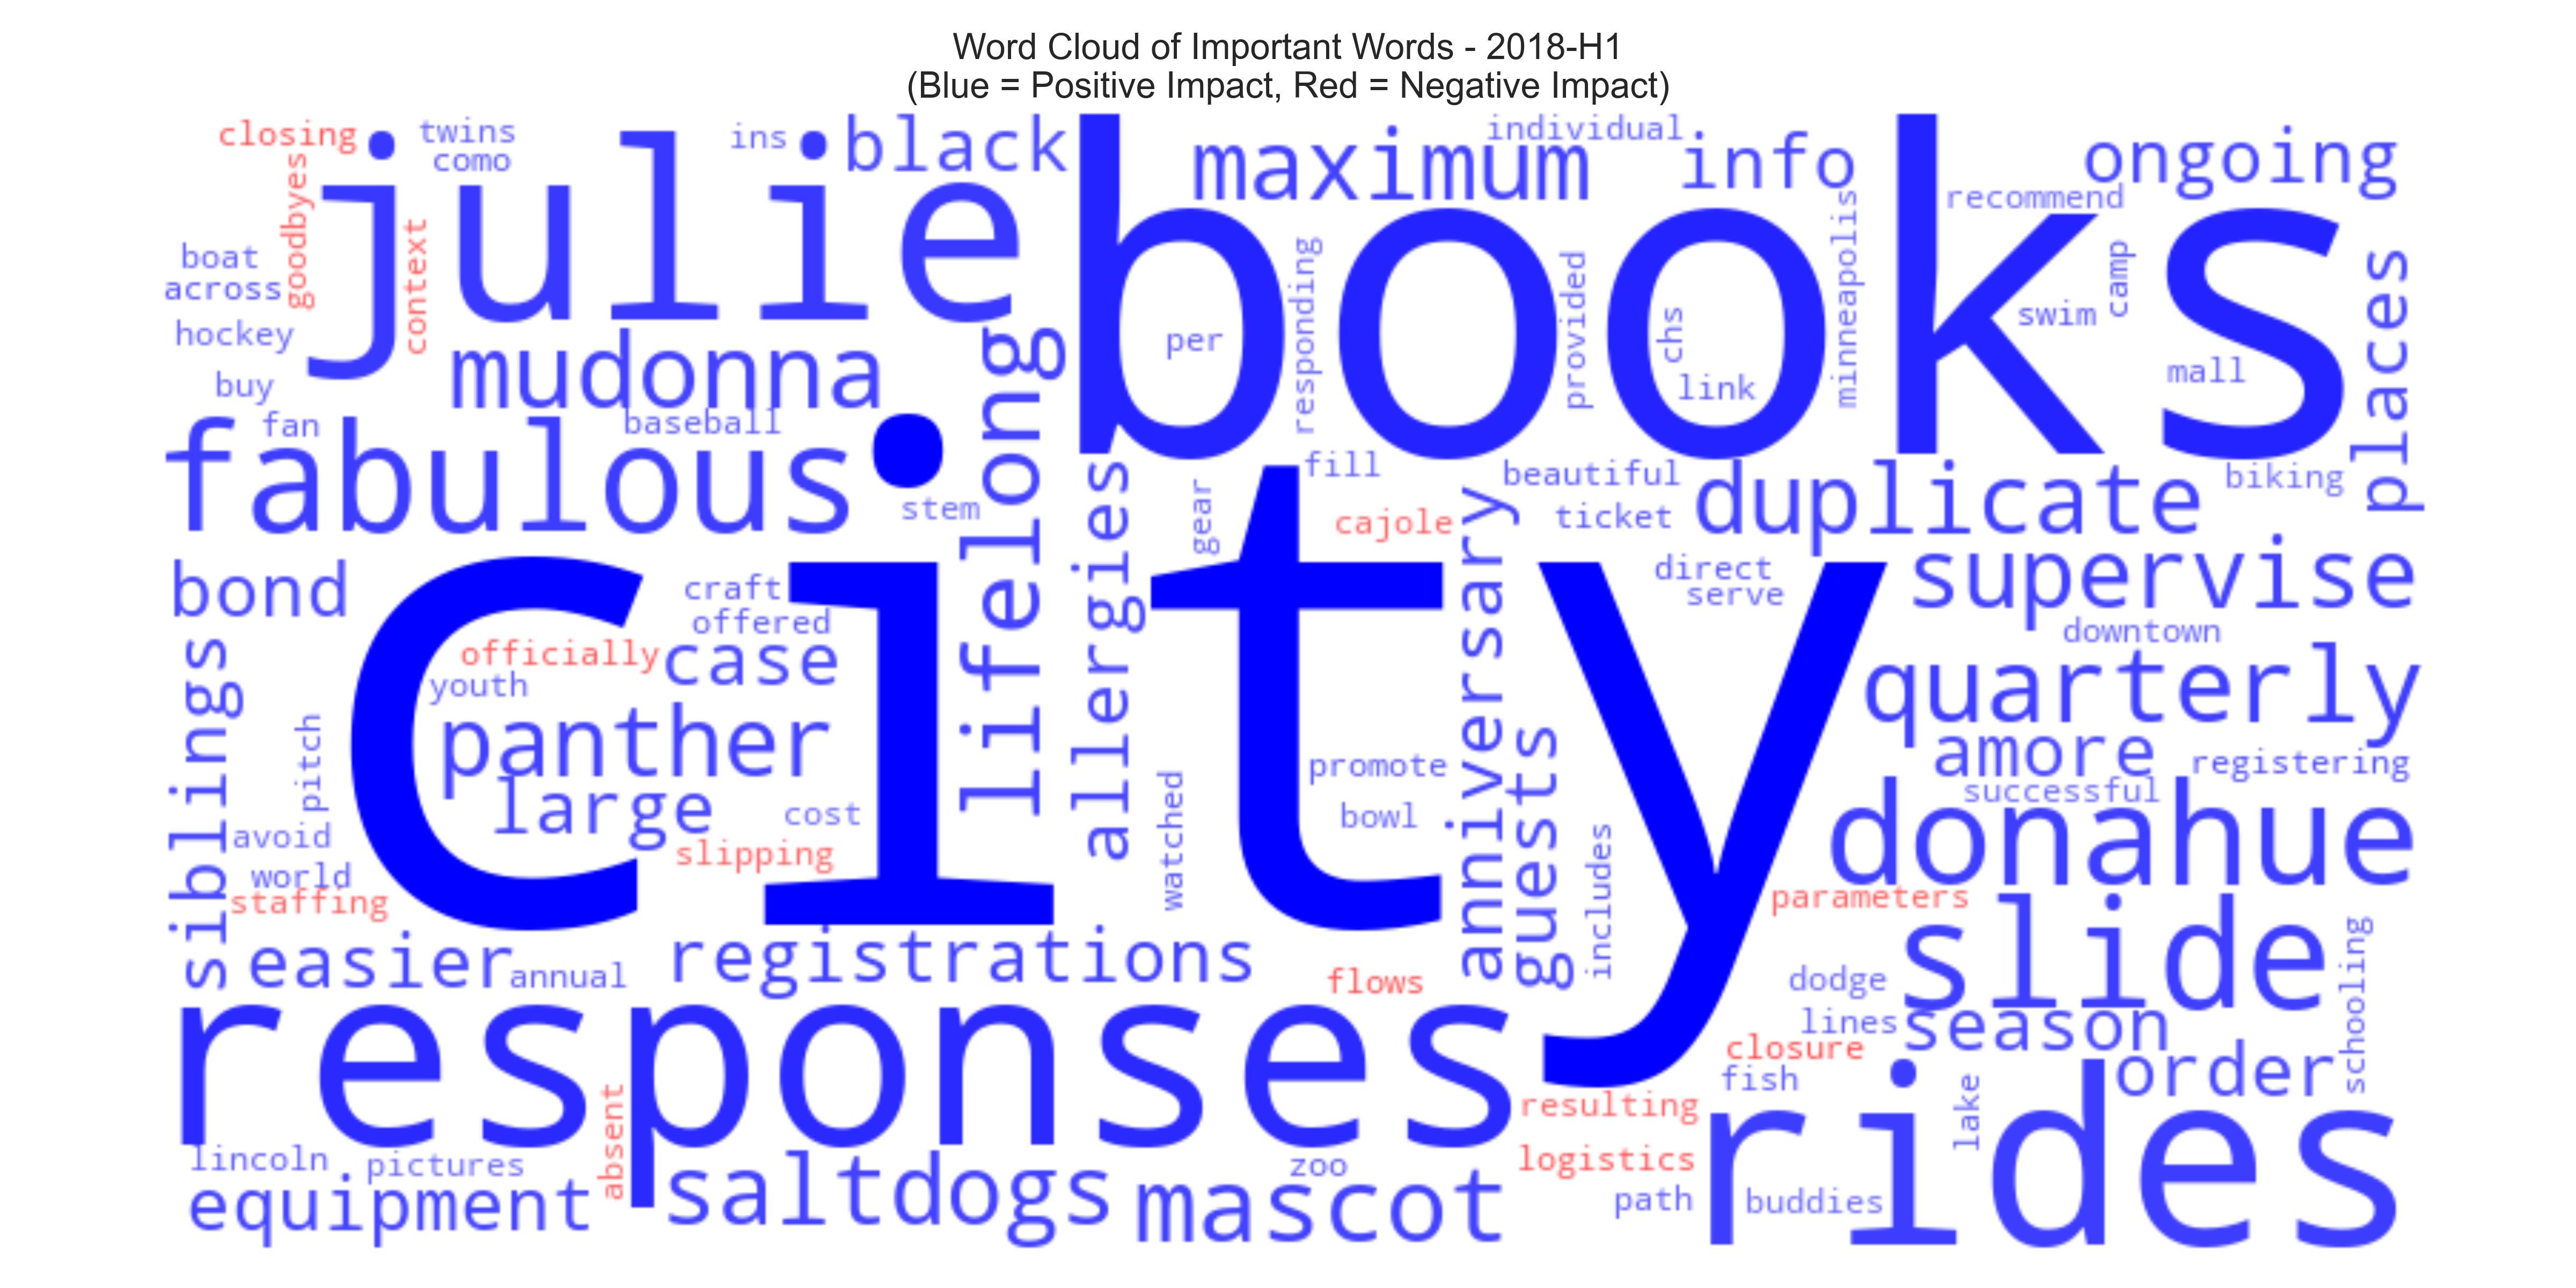 Word Cloud of Important Words - 2018-H1
(Blue = Positive Impact, Red = Negative Impact)
closing
twins
como
ins
black
julie
books
maximum
individual
info
ongoing
recommend
goodbyes
context
boat
across
hockey
buy
mudonna
lifelong
per
responding
provided
chs
link
minneapolis
swim
camp
mall
places
fan
baseball
fabulous
stem
allergies
gear
fill
cajole
beautiful
ticket
anniversary
duplicate
biking
bond
city
craft
offered
direct
serve
supervise
downtown
siblings
officially
case
youth
panther
pitch
large
cost
slipping
avoid
world
staffing
watched
promote
bowl
guests
includes
quarterly
amore
registering
successful
donahue
parameters
easier
annual
registrations
flows
dodge
slide
lines
season
schooling
responses
closure
fish
order
lake
resulting
rides
absent
lincoln
pictures
equipment
saltdogs
zoo
mascot
logistics
path
buddies